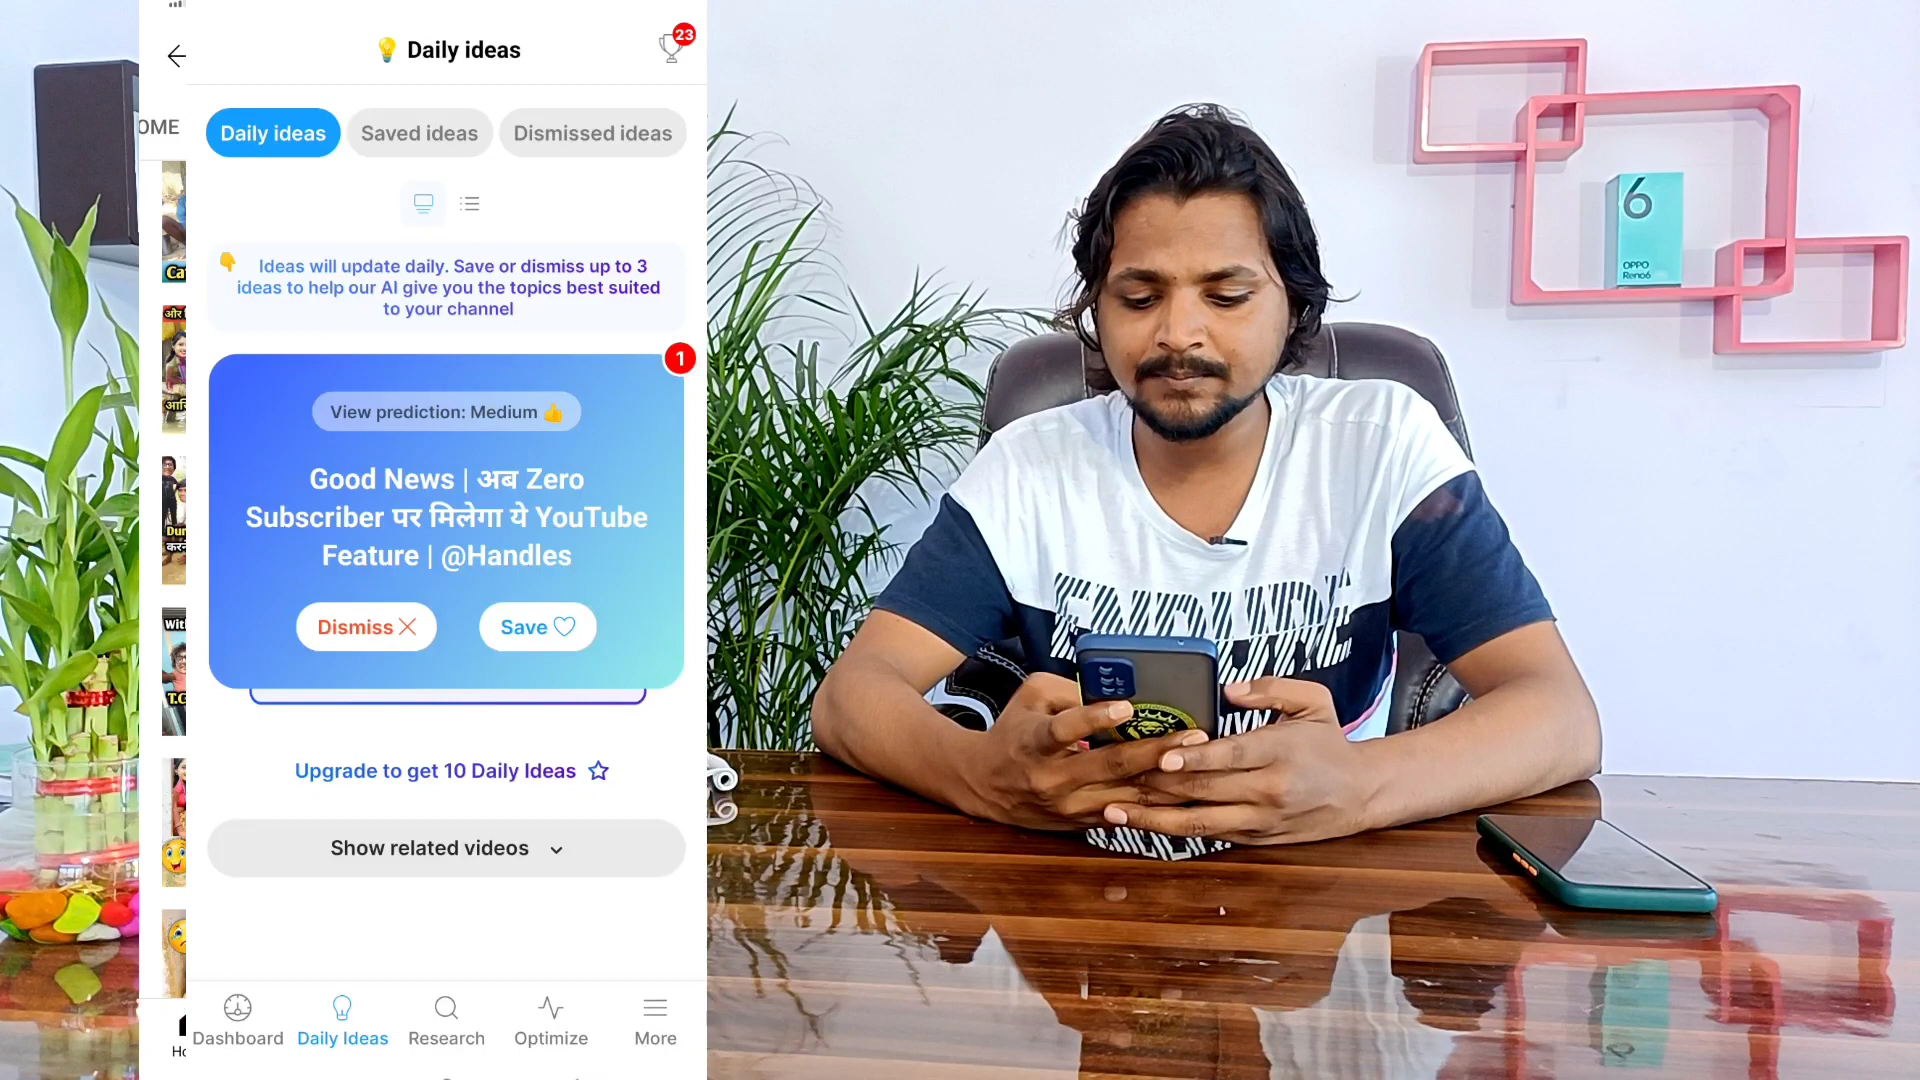 Daily ideas
23
OME
Daily ideas
Saved ideas
Dismissed ideas
Ideas will update daily. Save or dismiss up to 3
ideas to help our AI give you the topics best suited
to your channel
1
View prediction: Medium
Good News | अब Zero
Subscriber पर मिलेगा ये YouTube
Feature | @Handles
Dismiss
Save
Upgrade to get 10 Daily Ideas
Show related videos
Dashboard
Daily Ideas
Research
Optimize
More
Ca
और
With
T.G
6
OPPO
Reno6